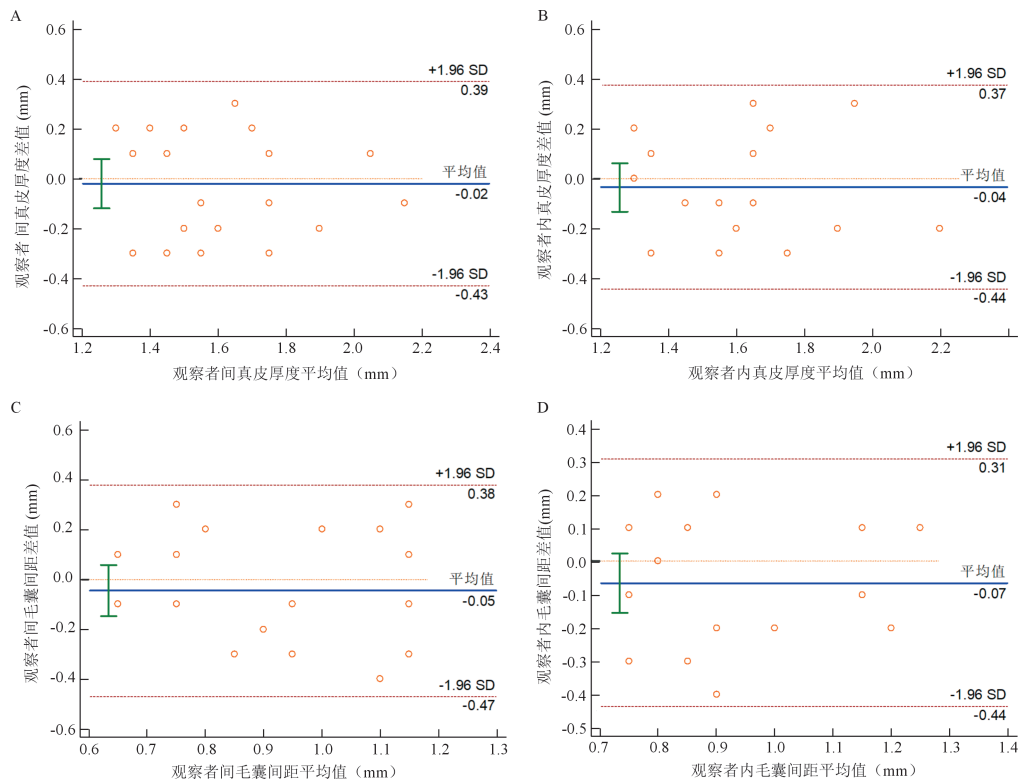 A
观察者 间真皮厚度差值 (mm)
0.6
0.4
0.2
0.0
-0.2
-0.4
-0.6
+1.96 SD
0.39
平均值
-0.02
-1.96 SD
-0.43
1.2 1.4 1.6 1.8 2.0 2.2 2.4
观察者间真皮厚度平均值（mm）
B
观察者内真皮厚度差值 (mm)
0.6
0.4
0.2
0.0
-0.2
-0.4
-0.6
+1.96 SD
0.37
平均值
-0.04
-1.96 SD
-0.44
1.2 1.4 1.6 1.8 2.0 2.2 2.4
观察者内真皮厚度平均值（mm）
C
观察者间毛囊间距差值 (mm)
0.6
0.4
0.2
0.0
-0.2
-0.4
-0.6
+1.96 SD
0.38
平均值
-0.05
-1.96 SD
-0.47
0.6 0.7 0.8 0.9 1.0 1.1 1.2 1.3
观察者间毛囊间距平均值（mm）
D
观察者内毛囊间距差值(mm)
0.4
0.3
0.2
0.1
0.0
-0.1
-0.2
-0.3
-0.4
-0.5
+1.96 SD
0.31
平均值
-0.07
-1.96 SD
-0.44
0.7 0.8 0.9 1.0 1.1 1.2 1.3 1.4
观察者内毛囊间距平均值（mm）